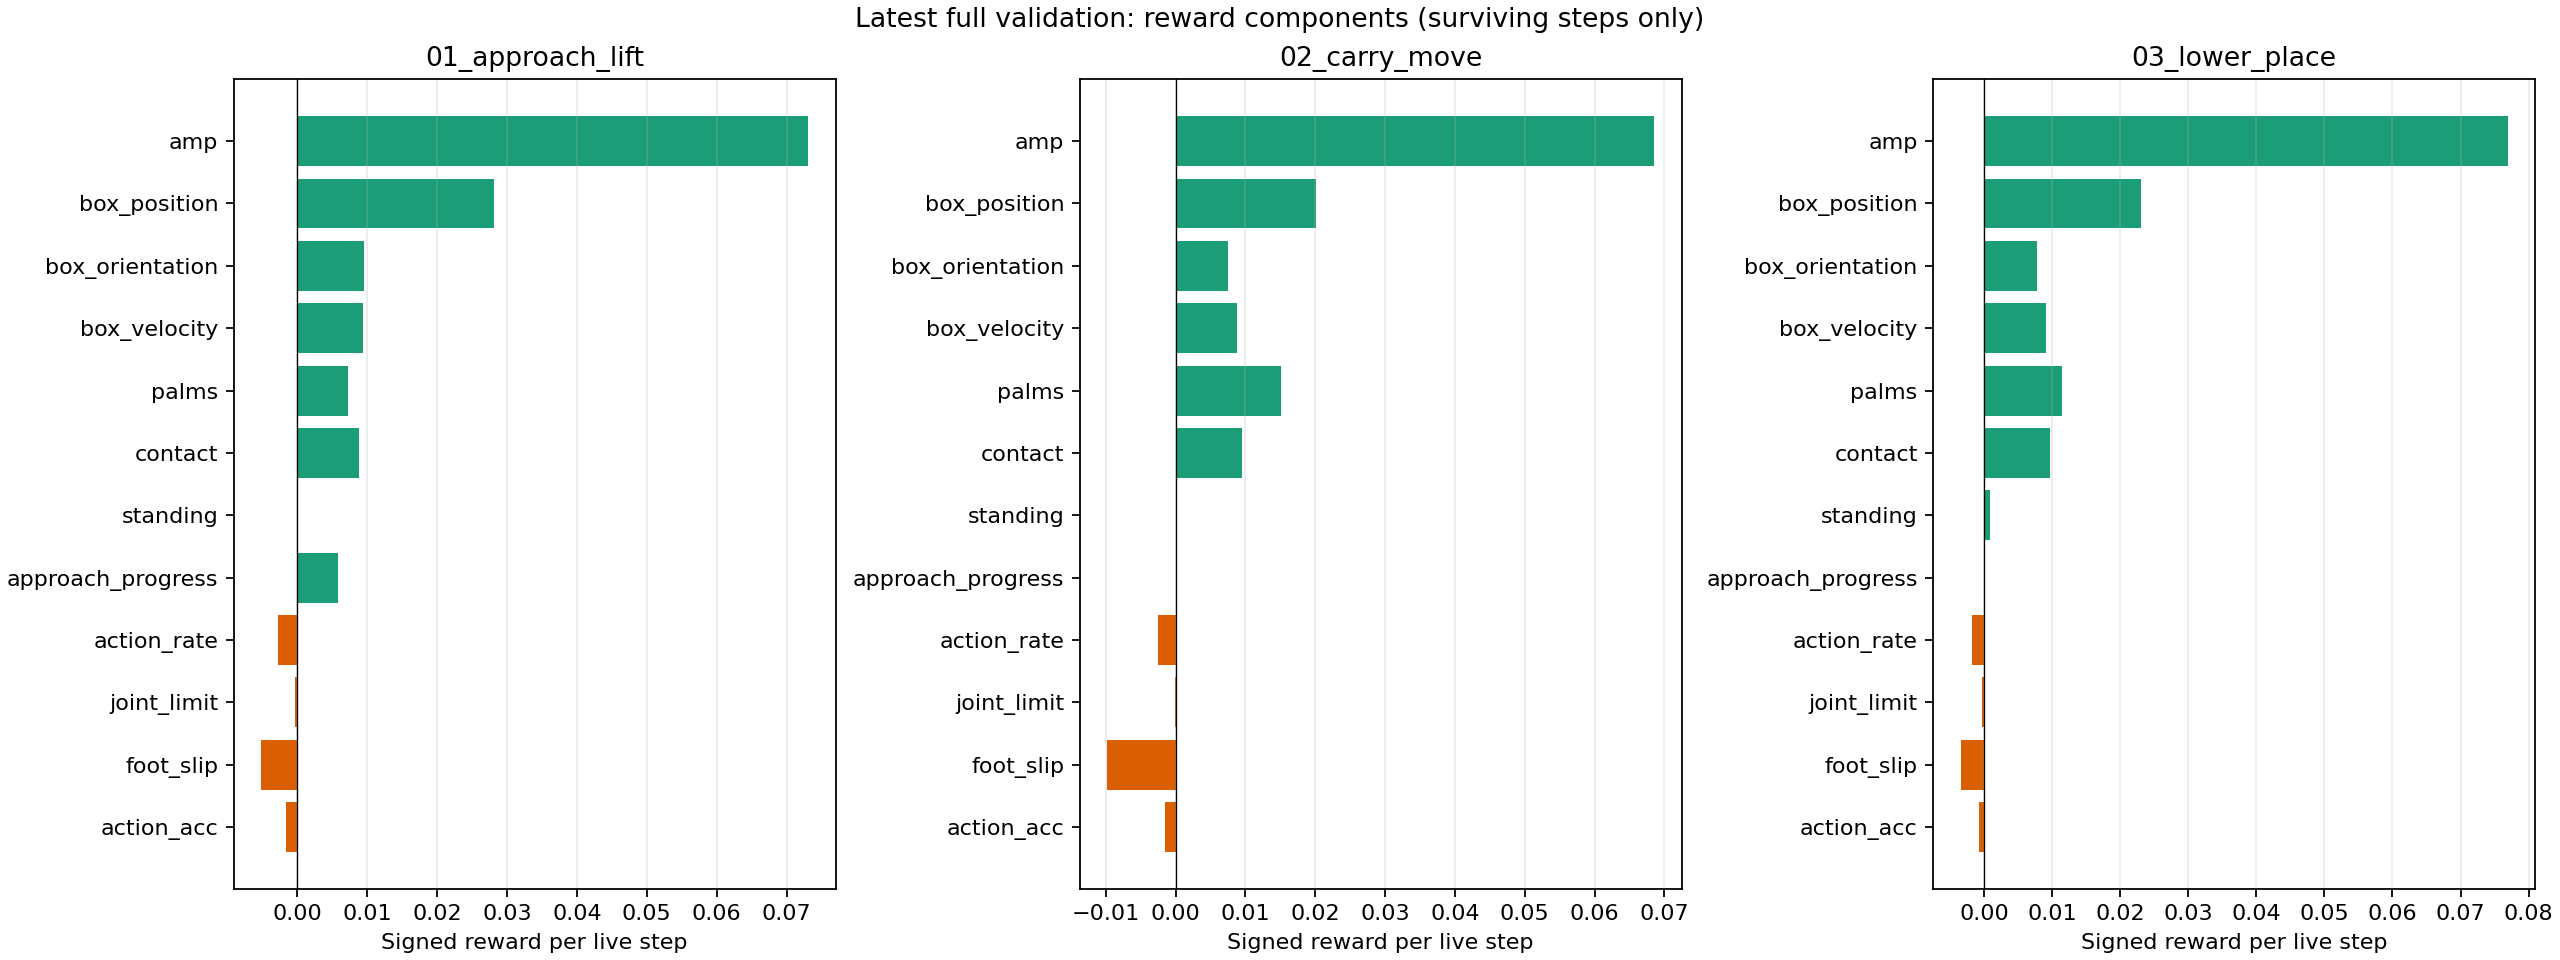 Latest full validation: reward components (surviving steps only)
01_approach_lift
amp
box_position
box_orientation
box_velocity
palms
contact
standing
approach_progress
action_rate
joint_limit
foot_slip
action_acc
0.00 0.01 0.02 0.03 0.04 0.05 0.06 0.07
Signed reward per live step
02_carry_move
amp
box_position
box_orientation
box_velocity
palms
contact
standing
approach_progress
action_rate
joint_limit
foot_slip
action_acc
−0.01 0.00 0.01 0.02 0.03 0.04 0.05 0.06 0.07
Signed reward per live step
03_lower_place
amp
box_position
box_orientation
box_velocity
palms
contact
standing
approach_progress
action_rate
joint_limit
foot_slip
action_acc
0.00 0.01 0.02 0.03 0.04 0.05 0.06 0.07 0.08
Signed reward per live step